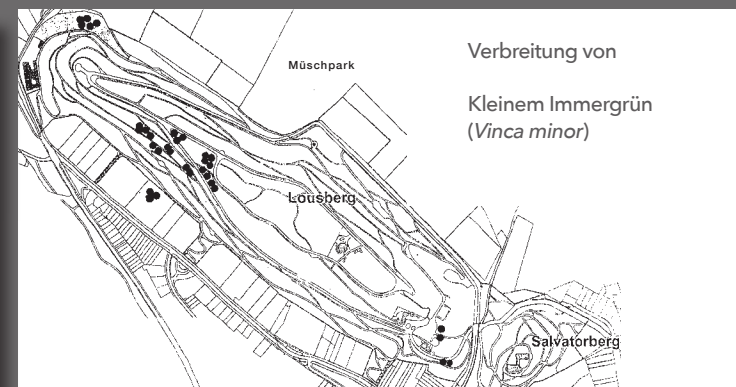 Verbreitung von
Kleinem Immergrün
(Vinca minor)
Müschpark
Lousberg
Salvatorberg